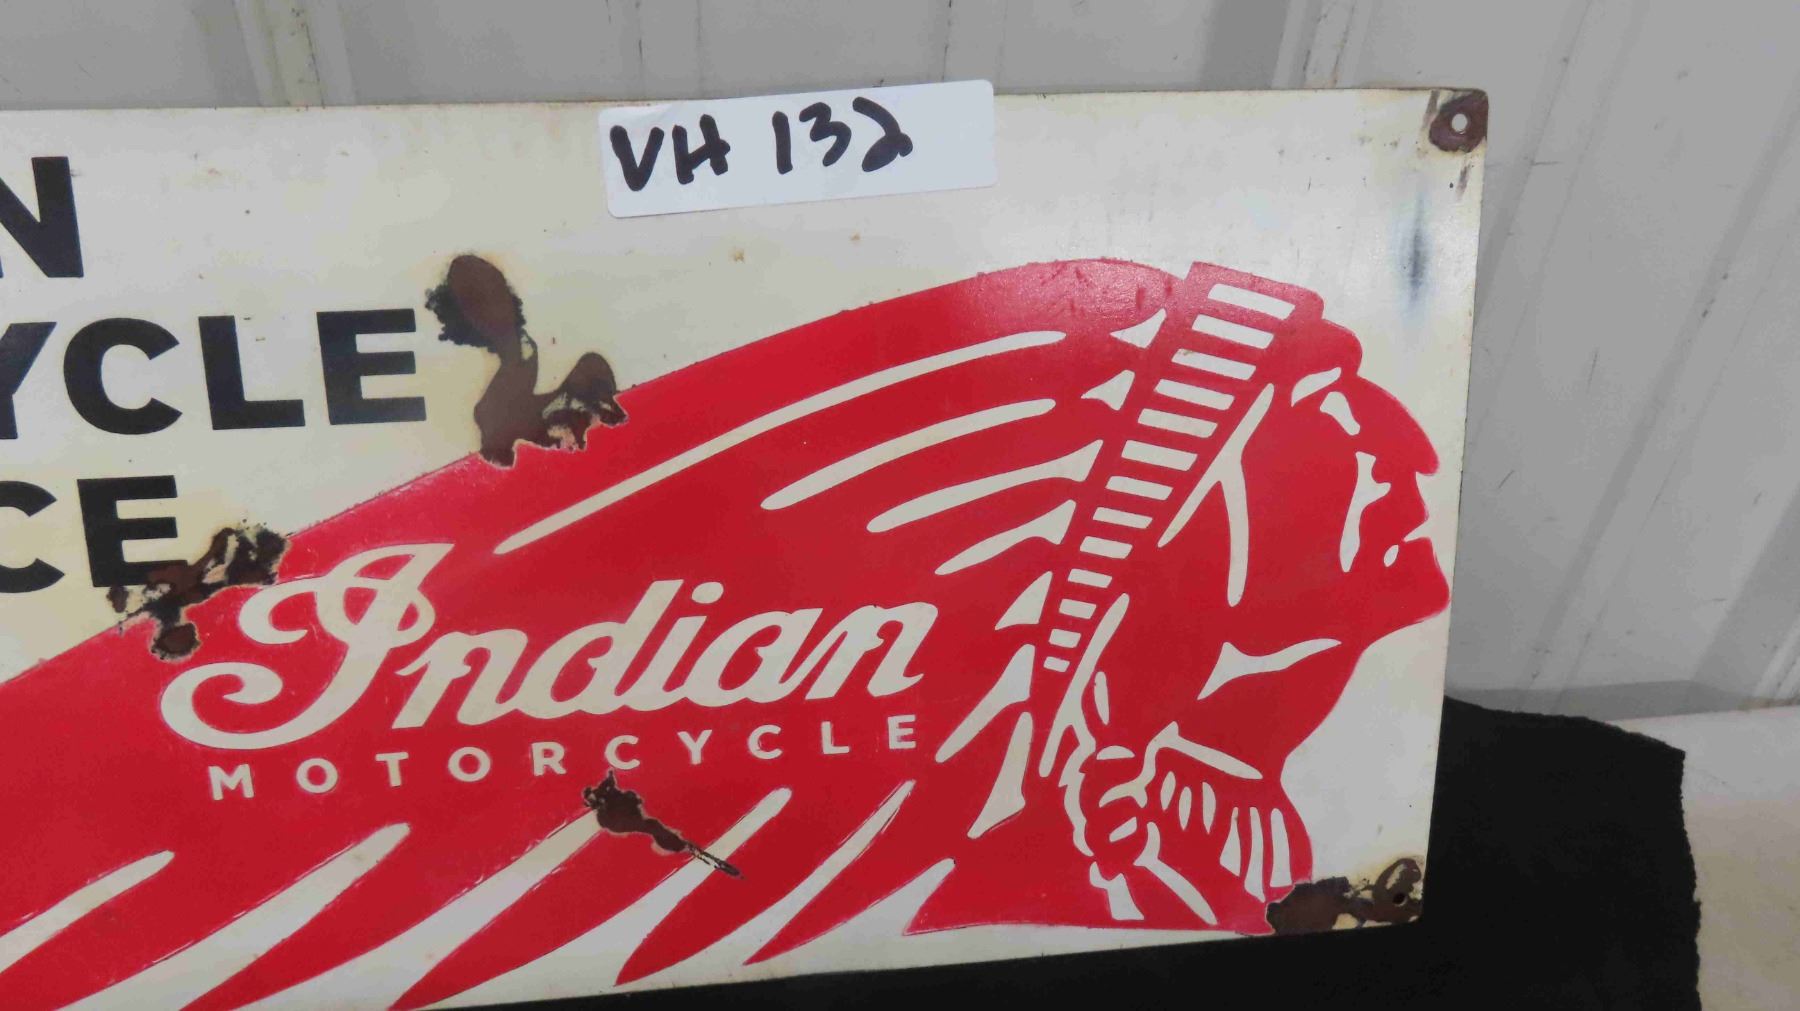 VH 132
N
YCLE
CE
Indian
MOTORCYCLE